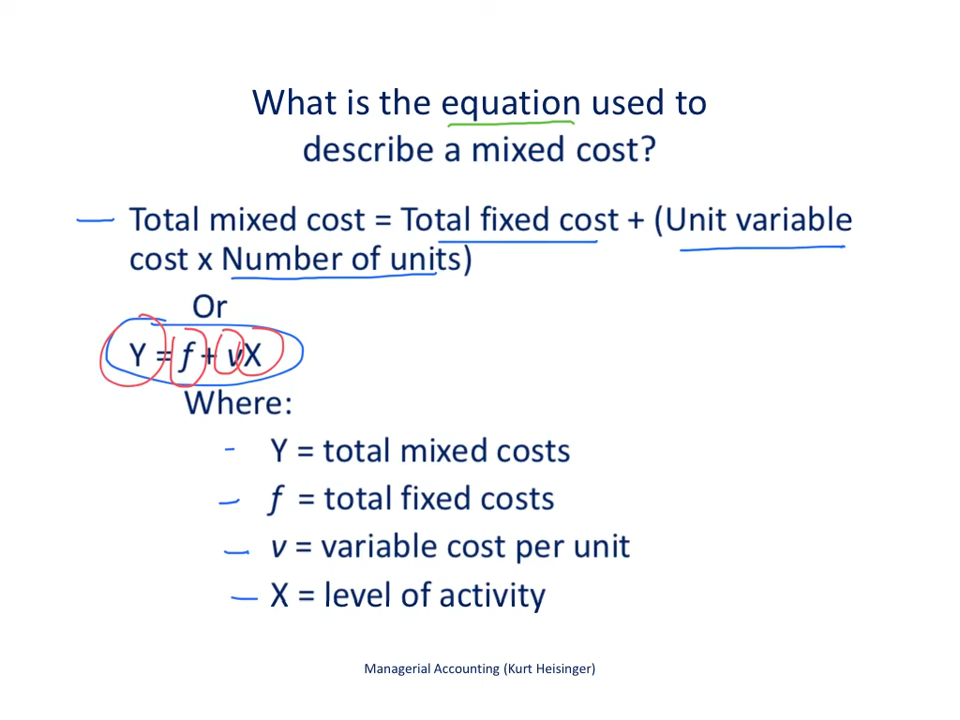 What is the equation used to
describe a mixed cost?
Total mixed cost = Total fixed cost + (Unit variable
cost x Number of units)
Or
Y = f + vX
Where:
Y = total mixed costs
f = total fixed costs
v = variable cost per unit
X = level of activity
Managerial Accounting (Kurt Heisinger)